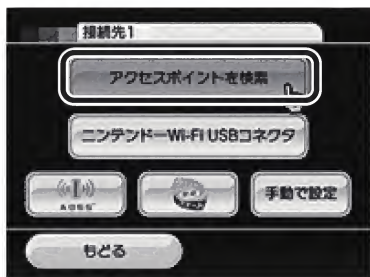 接続先1
アクセスポイントを検索
ニンテンドーWi-Fi USBコネクタ
AOSS
手動で設定
もどる